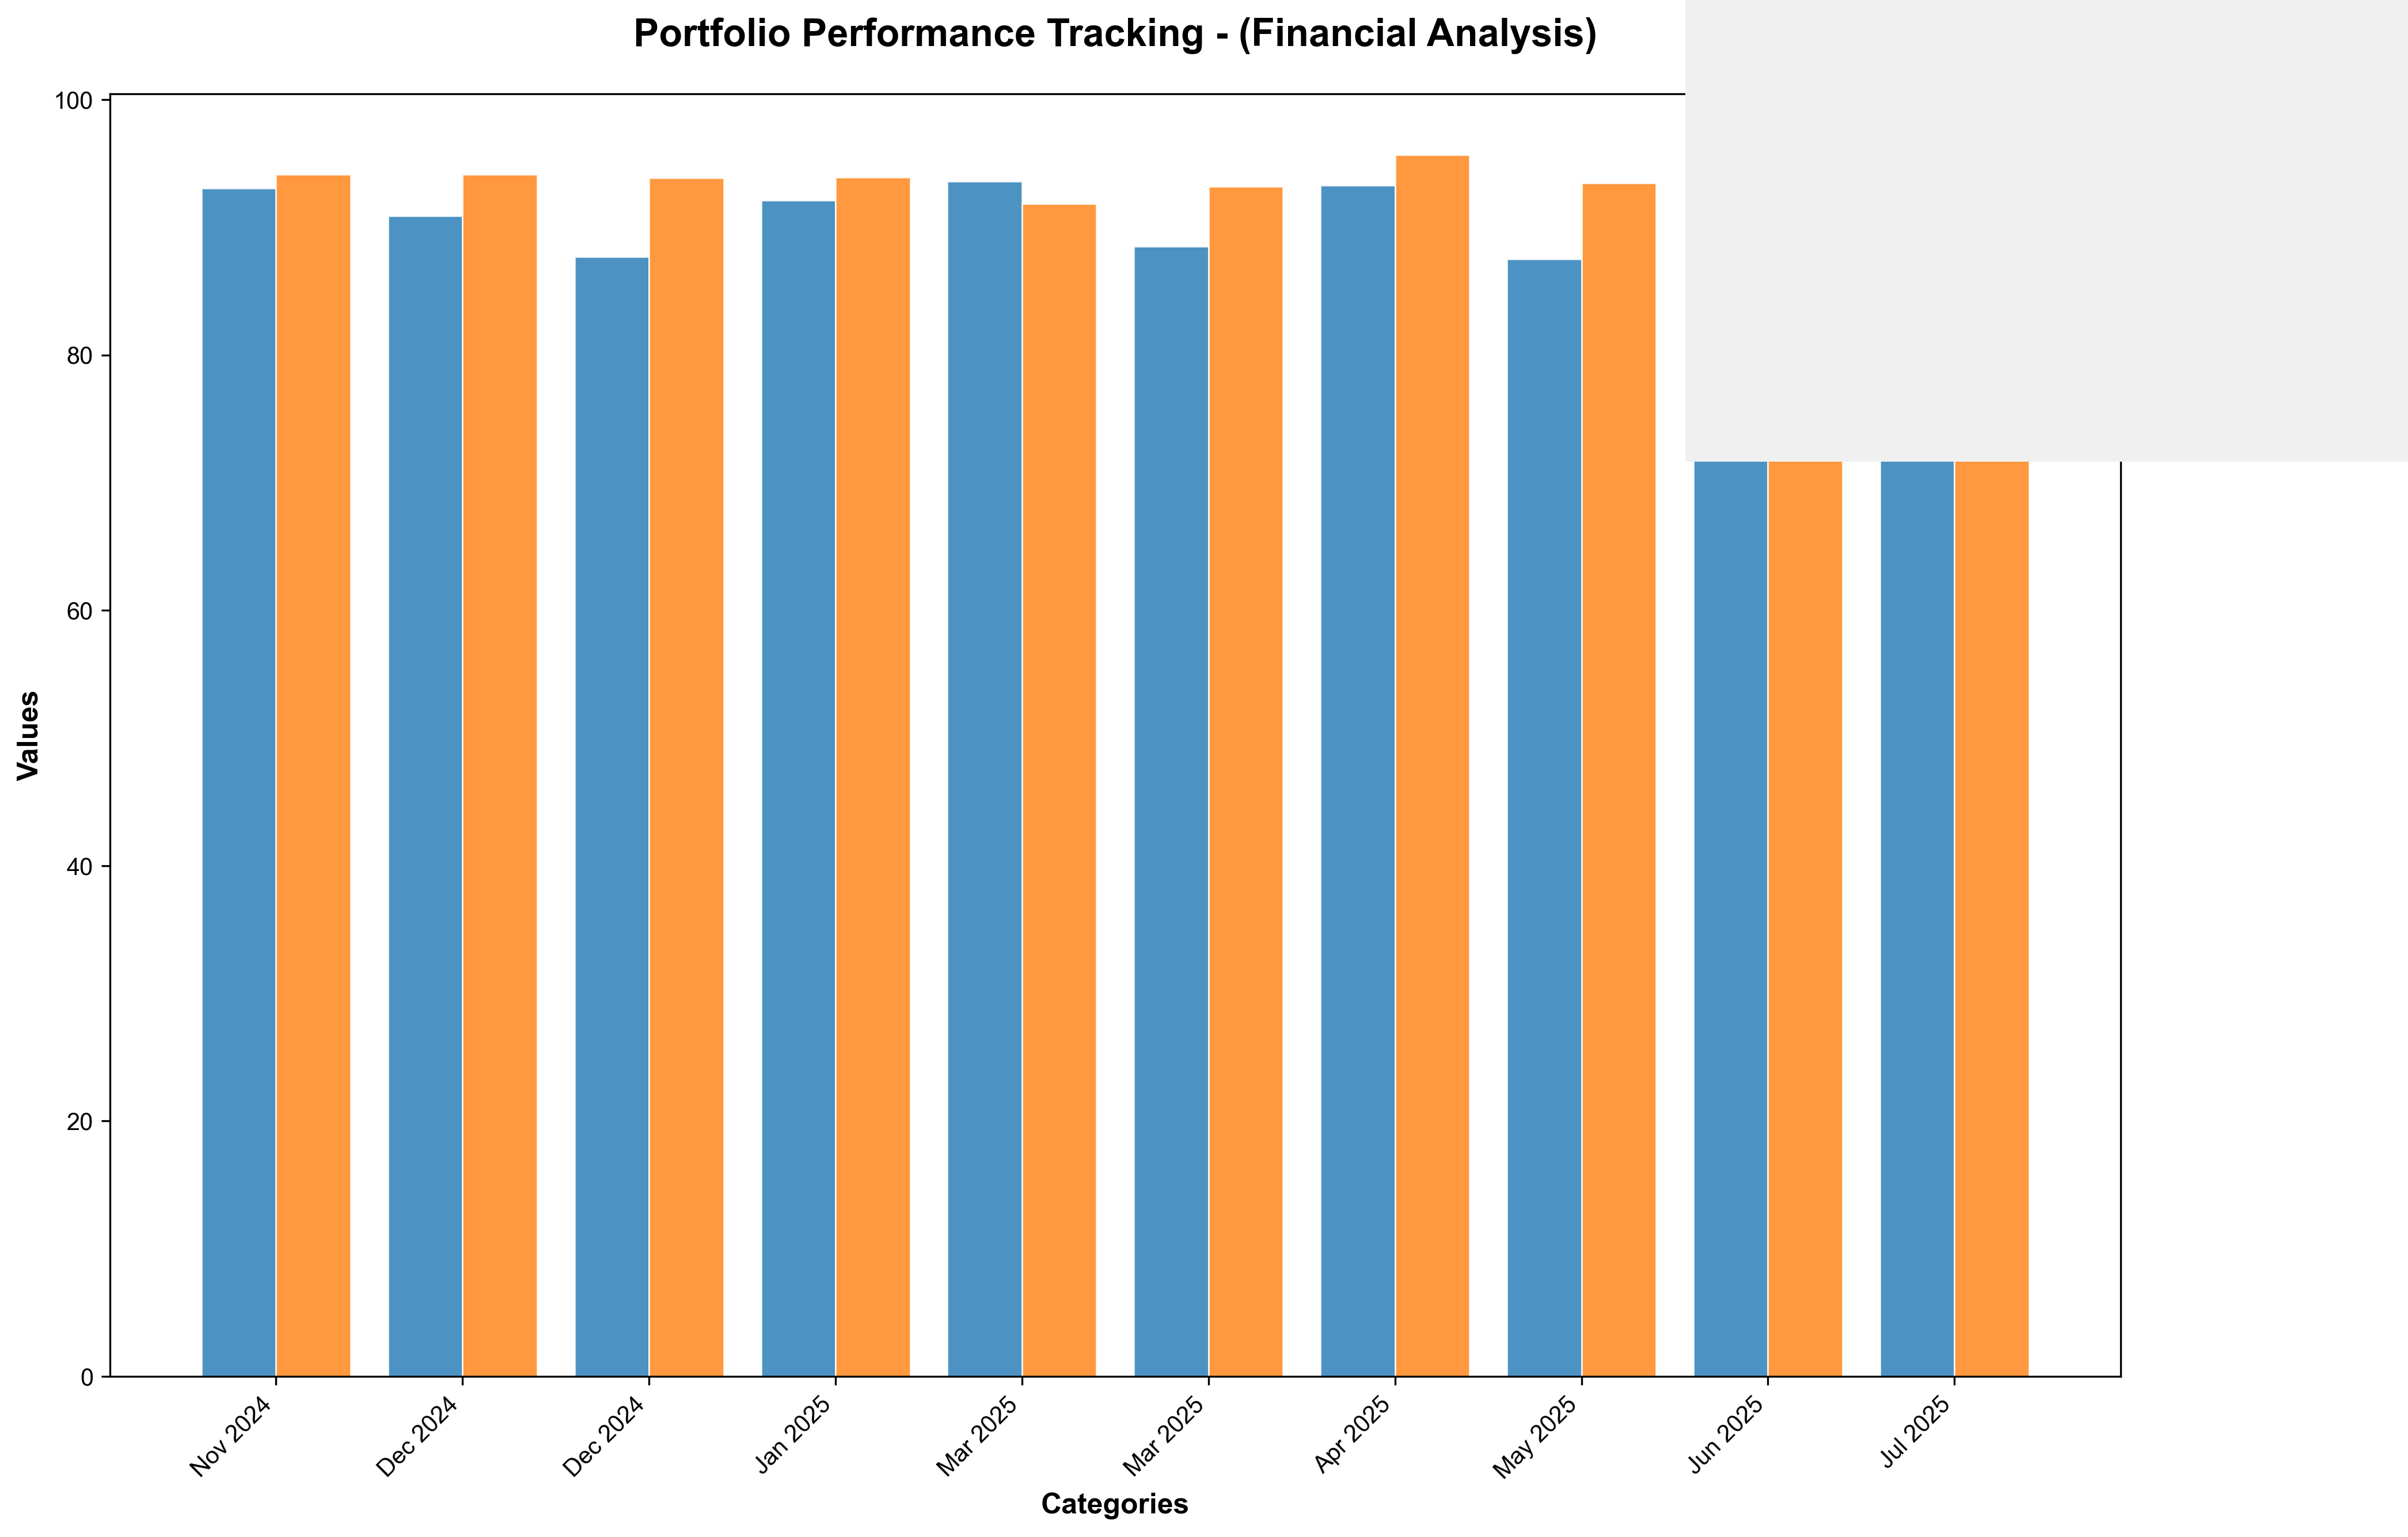 Portfolio Performance Tracking - (Financial Analysis)
100
80
60
40
20
0
Values
Nov 2024
Dec 2024
Dec 2024
Jan 2025
Mar 2025
Mar 2025
Apr 2025
May 2025
Jun 2025
Jul 2025
Categories